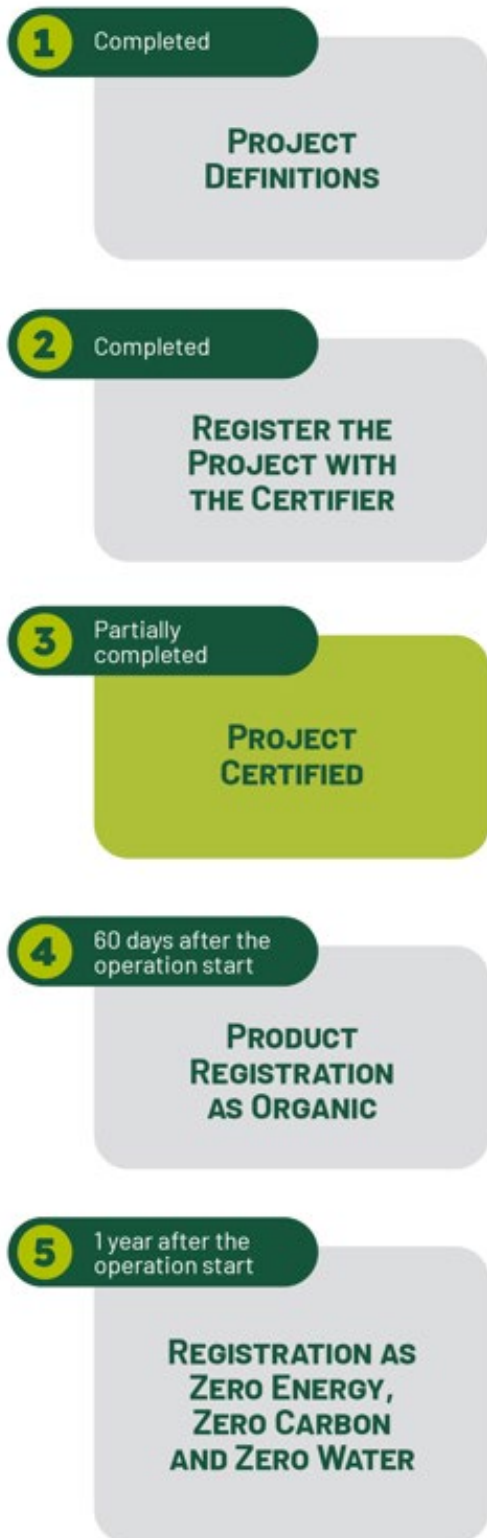 1
Completed
PROJECT
DEFINITIONS
2
Completed
REGISTER THE
PROJECT WITH
THE CERTIFIER
3
Partially
completed
PROJECT
CERTIFIED
4
60 days after the
operation start
PRODUCT
REGISTRATION
AS ORGANIC
5
1 year after the
operation start
REGISTRATION AS
ZERO ENERGY,
ZERO CARBON
AND ZERO WATER